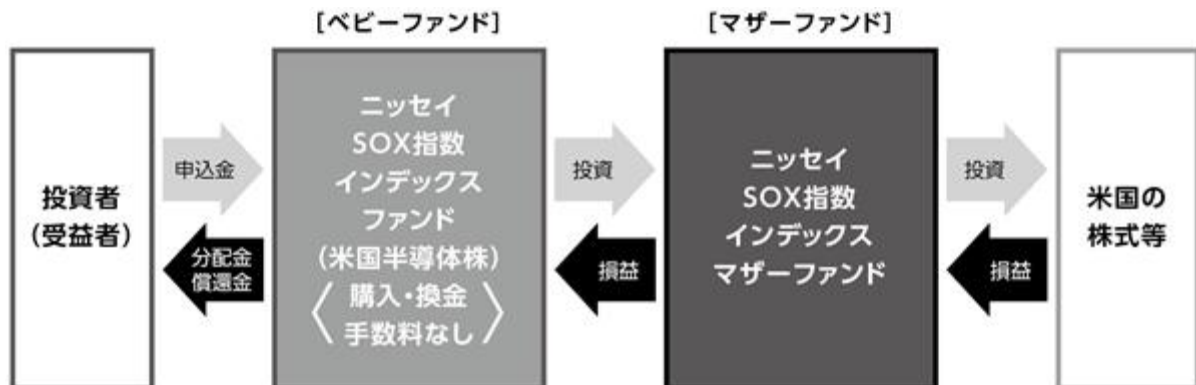 [ベビーファンド]
[マザーファンド]
投資者
(受益者)
申込金
分配金
償還金
ニッセイ
SOX指数
インデックス
ファンド
(米国半導体株)
〈購入・換金
手数料なし〉
投資
損益
ニッセイ
SOX指数
インデックス
マザーファンド
投資
損益
米国の
株式等